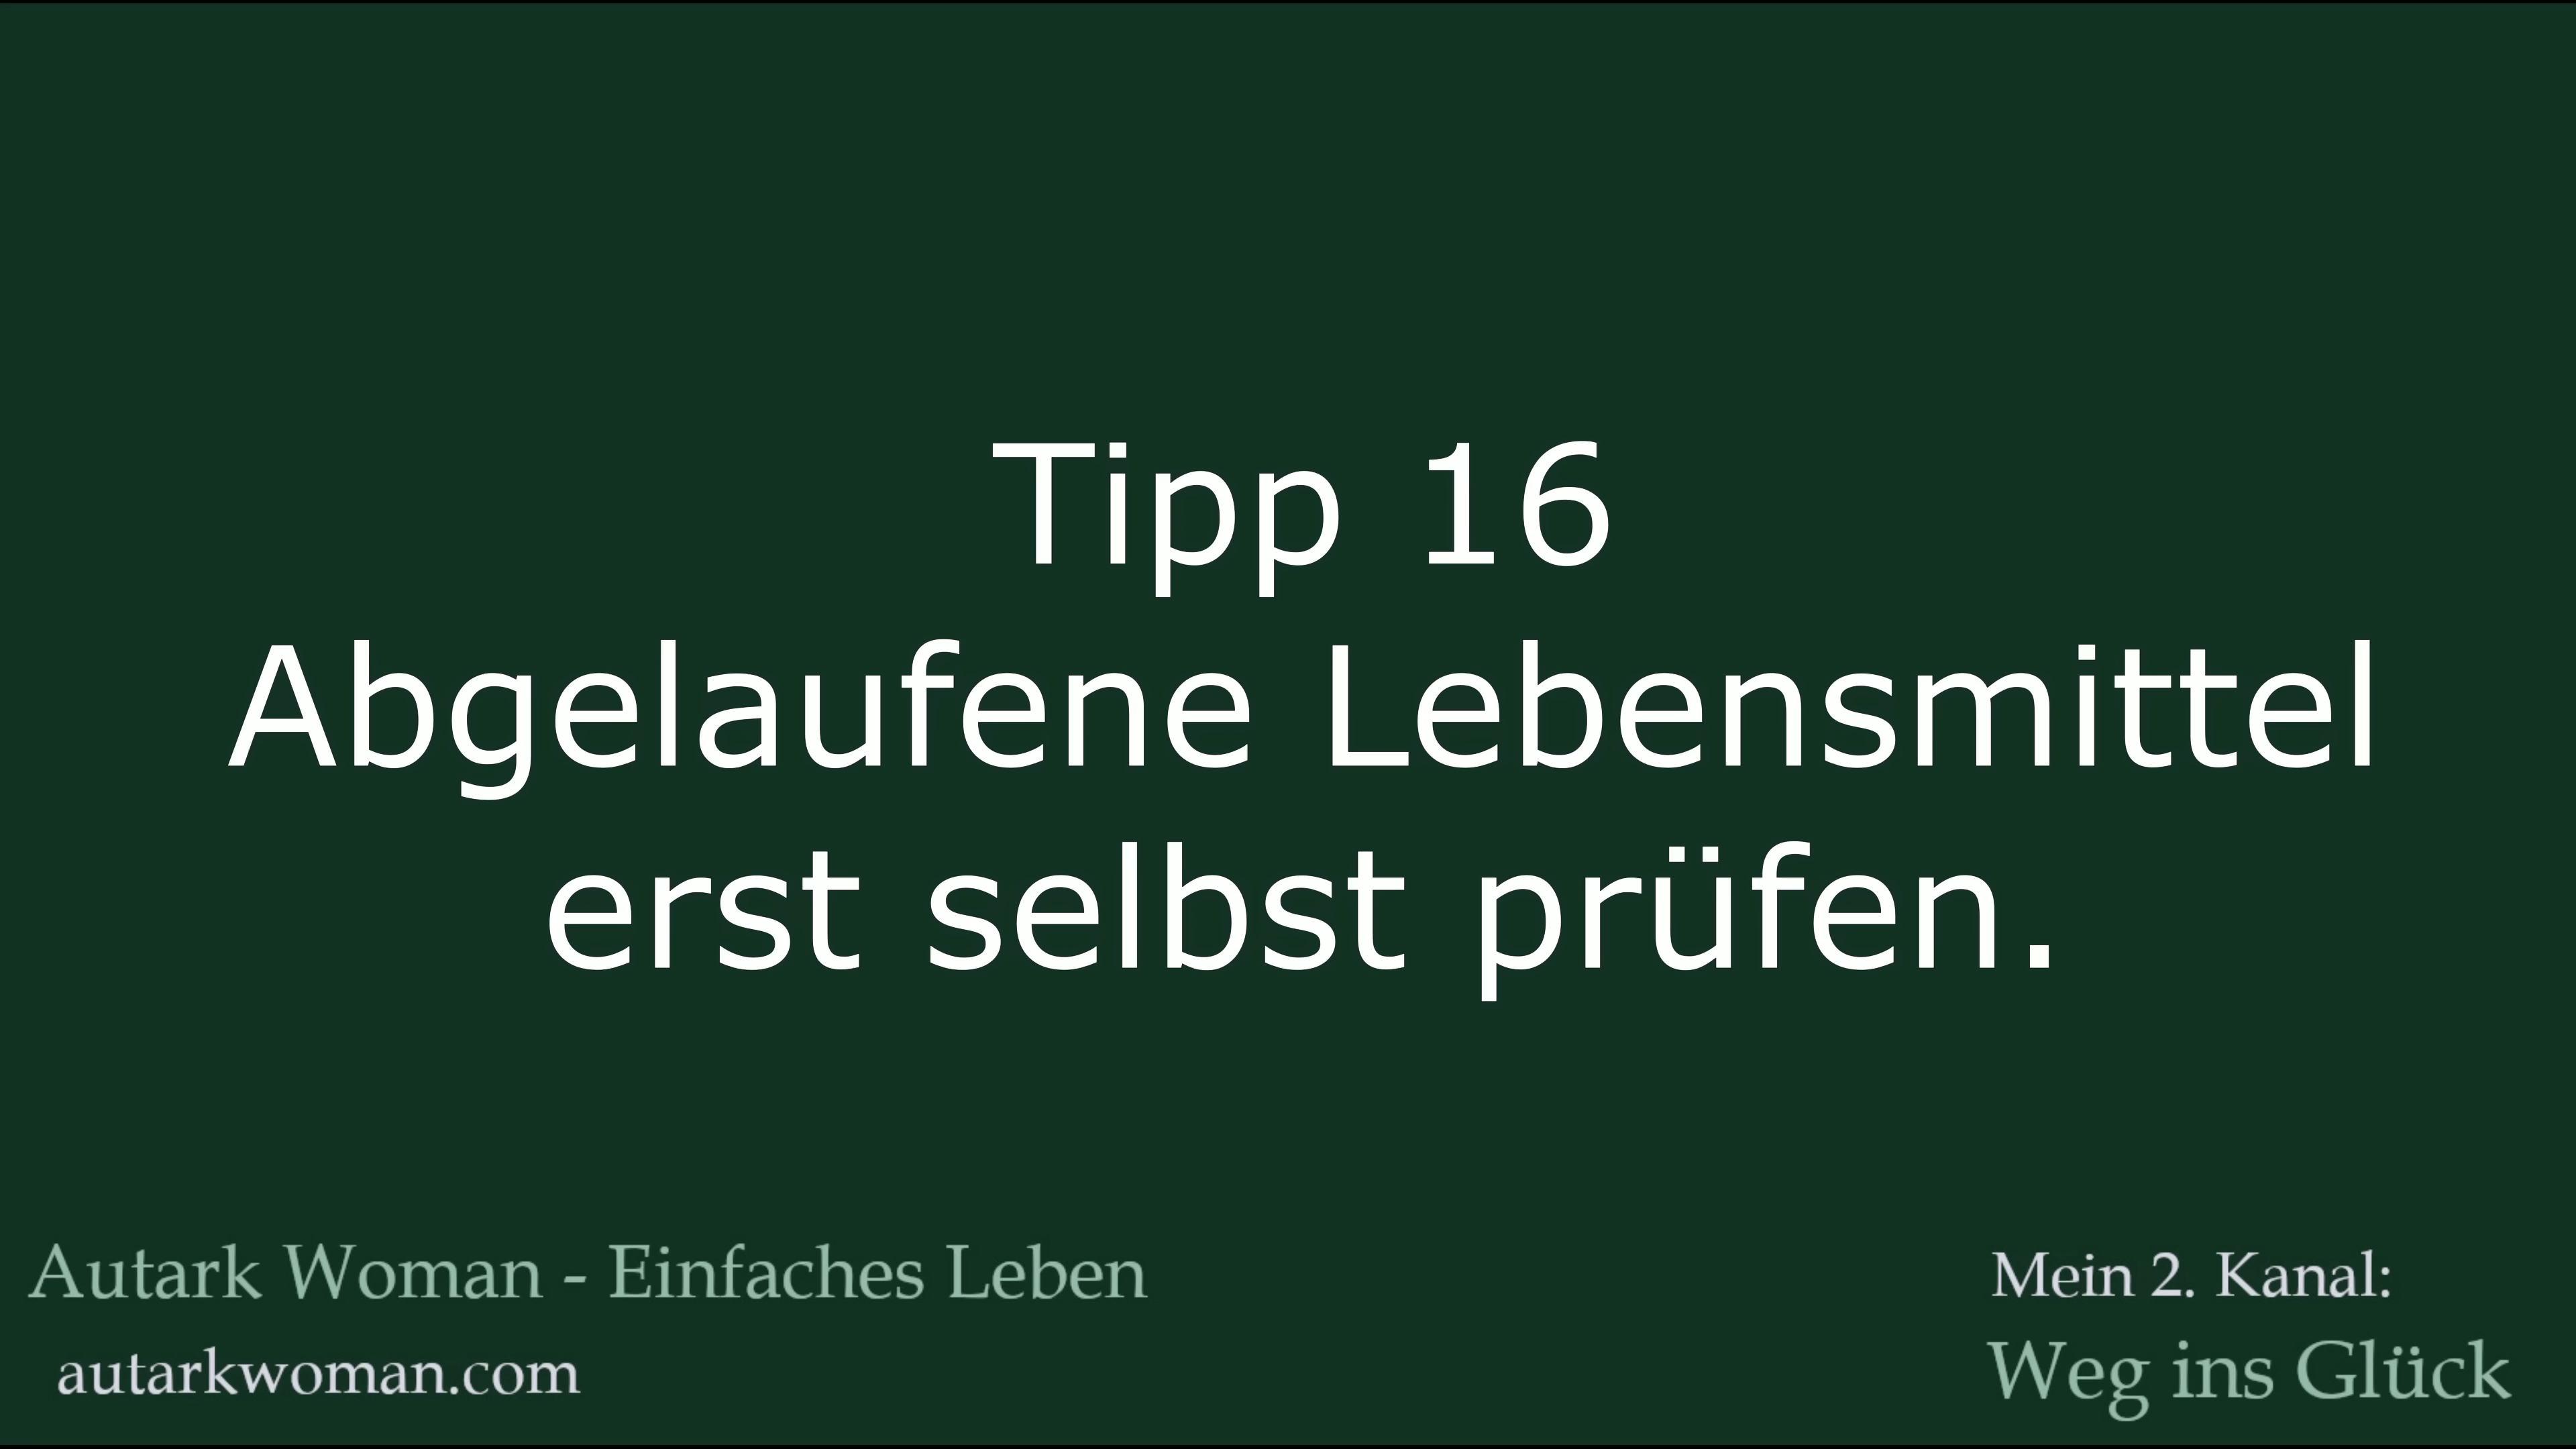 Tipp 16
Abgelaufene Lebensmittel
erst selbst prüfen.
Autark Woman - Einfaches Leben
autarkwoman.com
Mein 2. Kanal:
Weg ins Glück